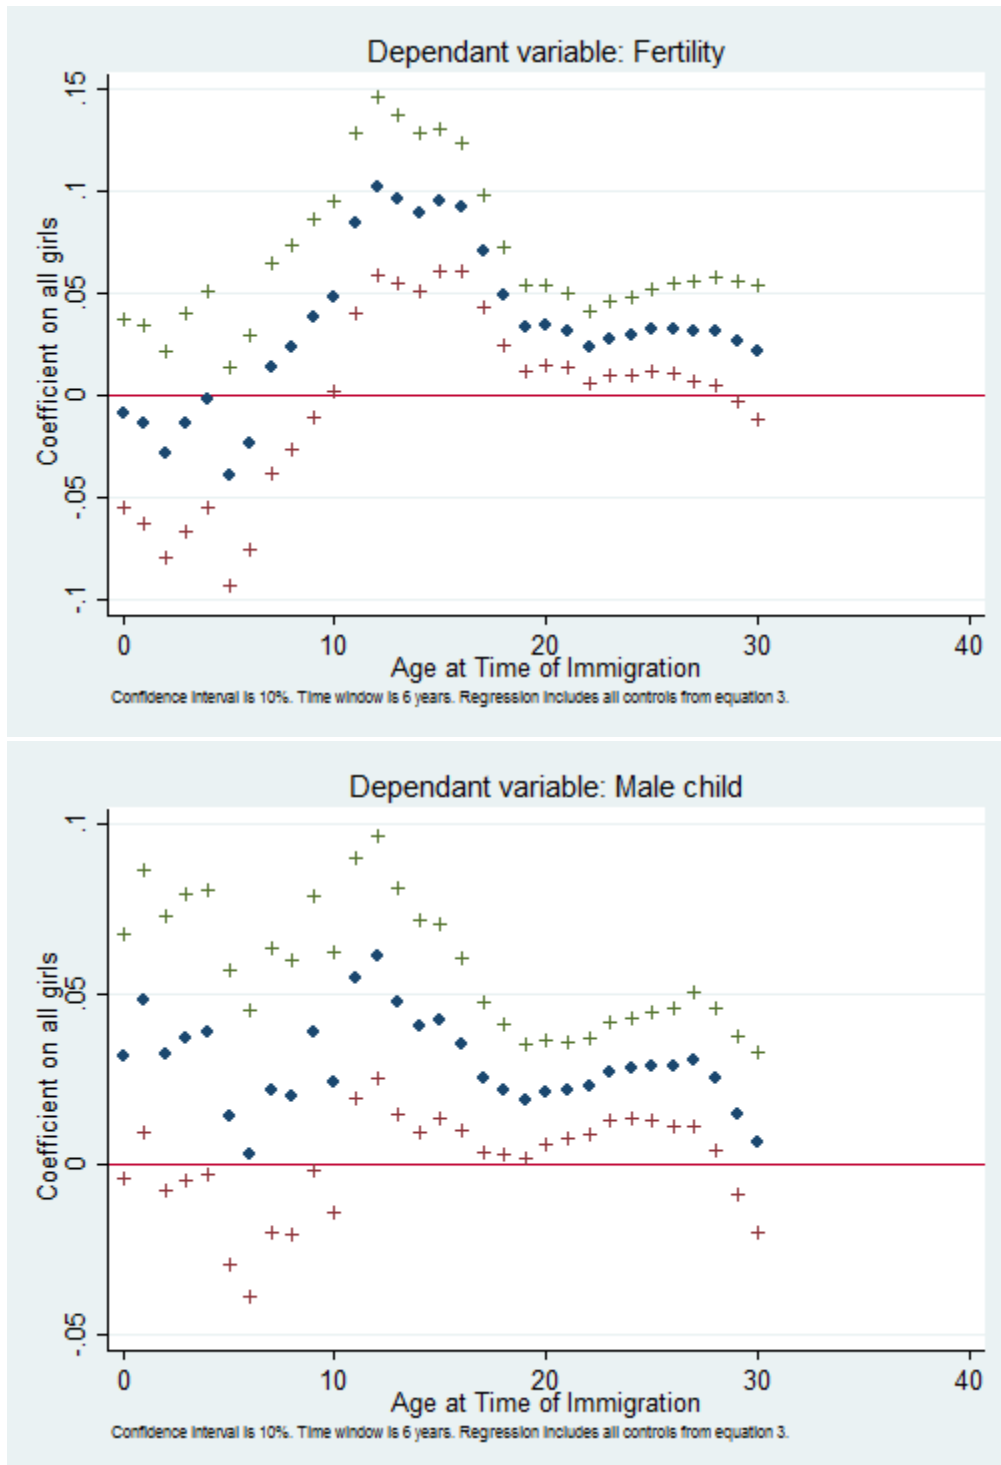 Dependant variable: Fertility
Coefficient on all girls
.15
.1
.05
0
-.05
-.1
0 10 20 30 40
Age at Time of Immigration
Confidence interval is 10%. Time window is 6 years. Regression includes all controls from equation 3.
Dependant variable: Male child
Coefficient on all girls
.1
.05
0
-.05
0 10 20 30 40
Age at Time of Immigration
Confidence interval is 10%. Time window is 6 years. Regression includes all controls from equation 3.